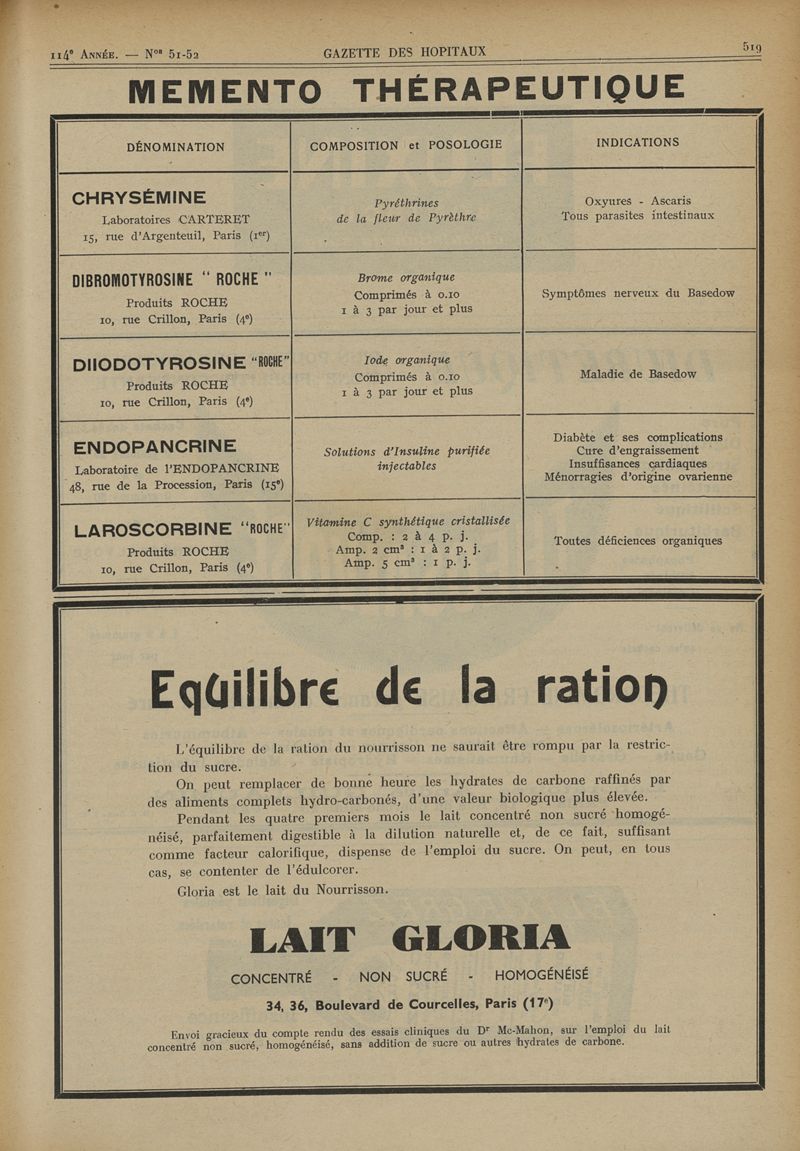 114e ANNÉE. — Nos 51-52
GAZETTE DES HOPITAUX
519
MEMENTO THÉRAPEUTIQUE
DÉNOMINATION
COMPOSITION et POSOLOGIE
INDICATIONS
CHRYSÉMINE
Laboratoires CARTERET
15, rue d'Argenteuil, Paris (1er)
Pyréthrines
de la fleur de Pyrèthre
Oxyures - Ascaris
Tous parasites intestinaux
DIBROMOTYROSINE " ROCHE "
Produits ROCHE
10, rue Crillon, Paris (4e)
Brome organique
Comprimés à 0.10
1 à 3 par jour et plus
Symptômes nerveux du Basedow
DIIODOTYROSINE "ROCHE"
Produits ROCHE
10, rue Crillon, Paris (4e)
Iode organique
Comprimés à 0.10
1 à 3 par jour et plus
Maladie de Basedow
ENDOPANCRINE
Laboratoire de l'ENDOPANCRINE
48, rue de la Procession, Paris (15e)
Solutions d'Insuline purifiée
injectables
Diabète et ses complications
Cure d'engraissement
Insuffisances cardiaques
Ménorragies d'origine ovarienne
LAROSCORBINE "ROCHE"
Produits ROCHE
10, rue Crillon, Paris (4e)
Vitamine C synthétique cristallisée
Comp. : 2 à 4 p. j.
Amp. 2 cm³ : 1 à 2 p. j.
Amp. 5 cm³ : 1 p. j.
Toutes déficiences organiques
Equilibre de la ration
L'équilibre de la ration du nourrisson ne saurait être rompu par la restric-
tion du sucre.
On peut remplacer de bonne heure les hydrates de carbone raffinés par
des aliments complets hydro-carbonés, d'une valeur biologique plus élevée.
Pendant les quatre premiers mois le lait concentré non sucré homogé-
néisé, parfaitement digestible à la dilution naturelle et, de ce fait, suffisant
comme facteur calorifique, dispense de l'emploi du sucre. On peut, en tous
cas, se contenter de l'édulcorer.
Gloria est le lait du Nourrisson.
LAIT GLORIA
CONCENTRÉ - NON SUCRÉ - HOMOGÉNÉISÉ
34, 36, Boulevard de Courcelles, Paris (17e)
Envoi gracieux du compte rendu des essais cliniques du Dr Mc-Mahon, sur l'emploi du lait
concentré non sucré, homogénéisé, sans addition de sucre ou autres hydrates de carbone.